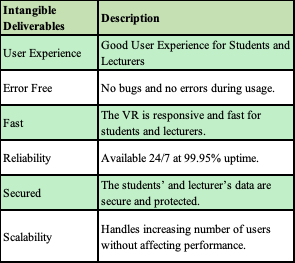 Intangible
Deliverables
Description
User Experience
Good User Experience for Students and
Lecturers
Error Free
No bugs and no errors during usage.
Fast
The VR is responsive and fast for
students and lecturers.
Reliability
Available 24/7 at 99.95% uptime.
Secured
The students’ and lecturer’s data are
secure and protected.
Scalability
Handles increasing number of users
without affecting performance.